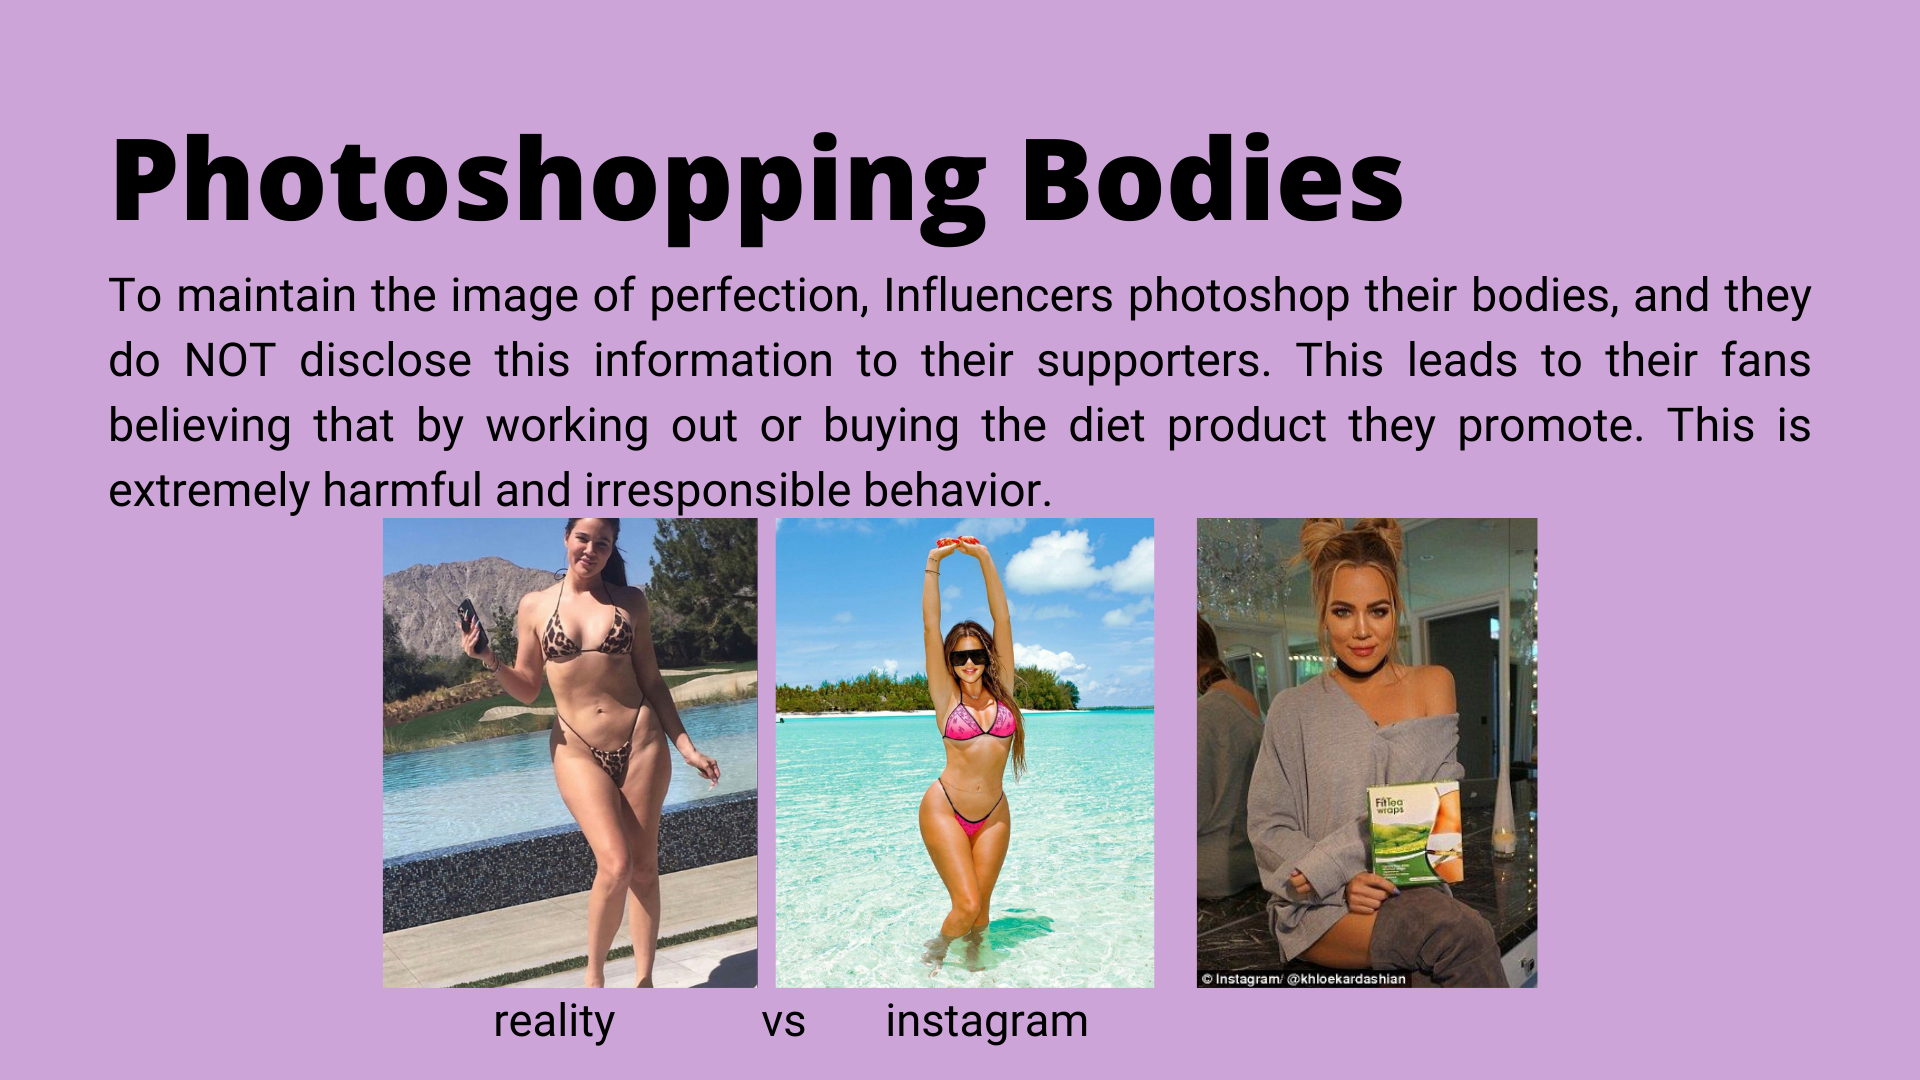 Photoshopping Bodies
To maintain the image of perfection, Influencers photoshop their bodies, and they
do NOT disclose this information to their supporters. This leads to their fans
believing that by working out or buying the diet product they promote. This is
extremely harmful and irresponsible behavior.
FitTea
wraps
© Instagram/ @khloekardashian
reality vs instagram